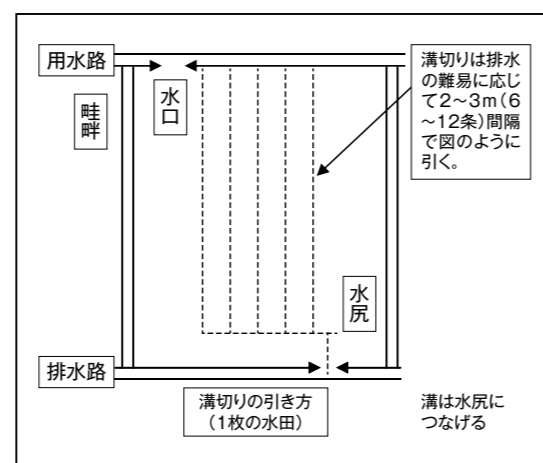 用水路
畦畔
水口
溝切りは排水
の難易に応じ
て2〜3m(6
〜12条)間隔
で図のように
引く。
水尻
排水路
溝切りの引き方
(1枚の水田)
溝は水尻に
つなげる